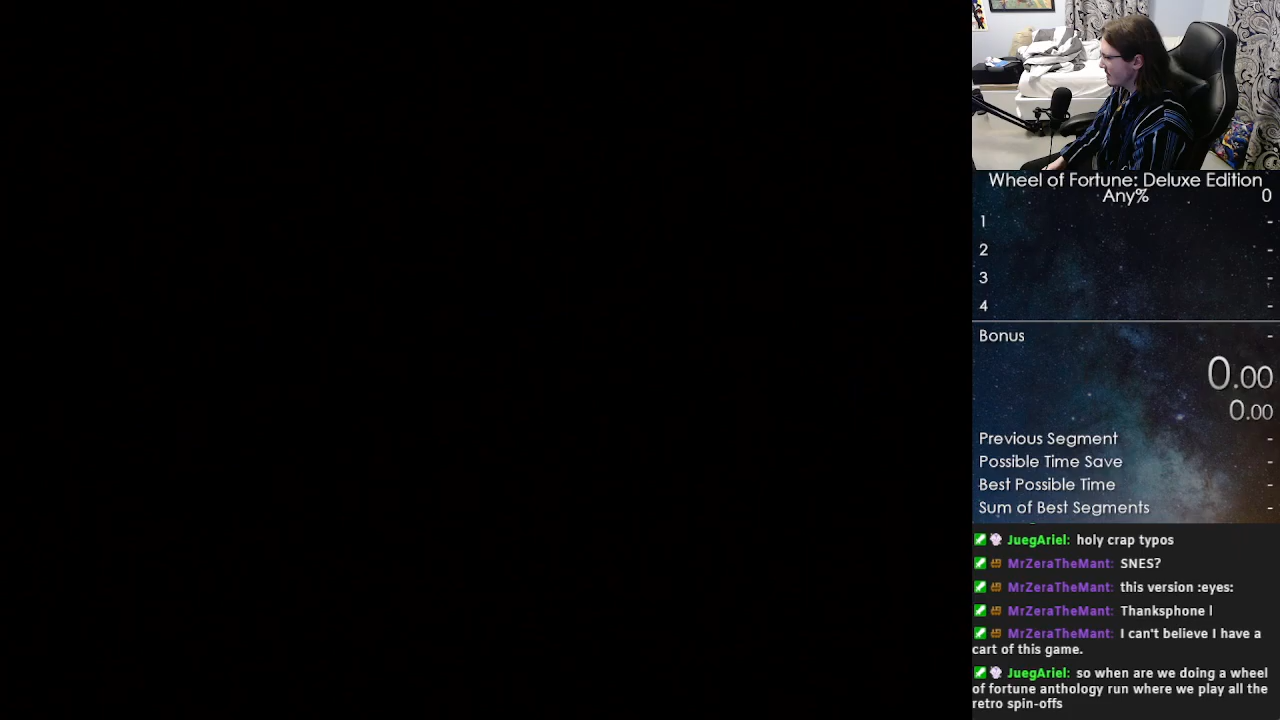 Wheel of Fortune: Deluxe Edition
Any% 0
1 -
2 -
3 -
4 -
Bonus -
0.00
0.00
Previous Segment -
Possible Time Save -
Best Possible Time -
Sum of Best Segments -
JuegAriel: holy crap typos
MrZeraTheMant: SNES?
MrZeraTheMant: this version :eyes:
MrZeraTheMant: Thanksphone !
MrZeraTheMant: I can't believe I have a
cart of this game.
JuegAriel: so when are we doing a wheel
of fortune anthology run where we play all the
retro spin-offs